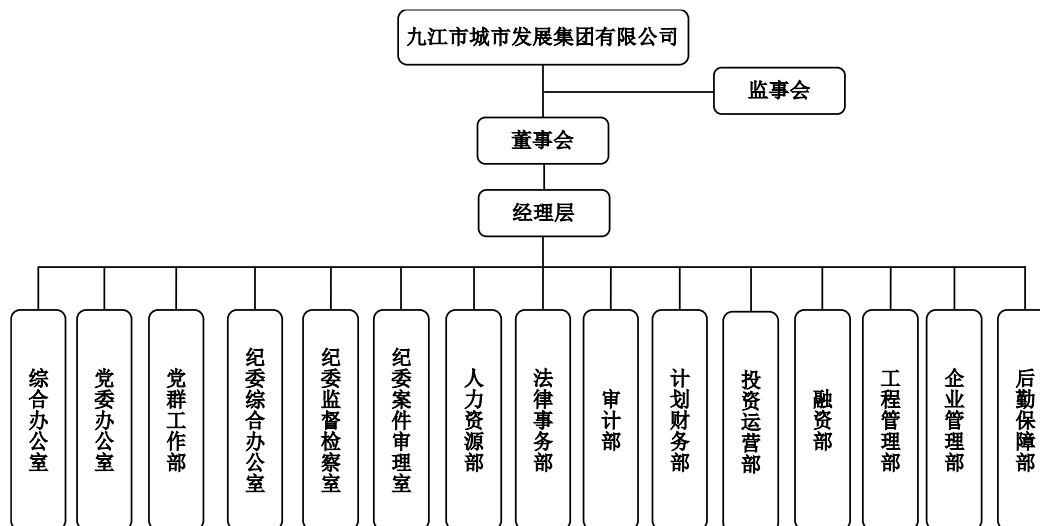 九江市城市发展集团有限公司
监事会
董事会
经理层
综合办公室
党委办公室
党群工作部
纪委综合办公室
纪委监督检察室
纪委案件审理室
人力资源部
法律事务部
审计部
计划财务部
投资运营部
融资部
工程管理部
企业管理部
后勤保障部